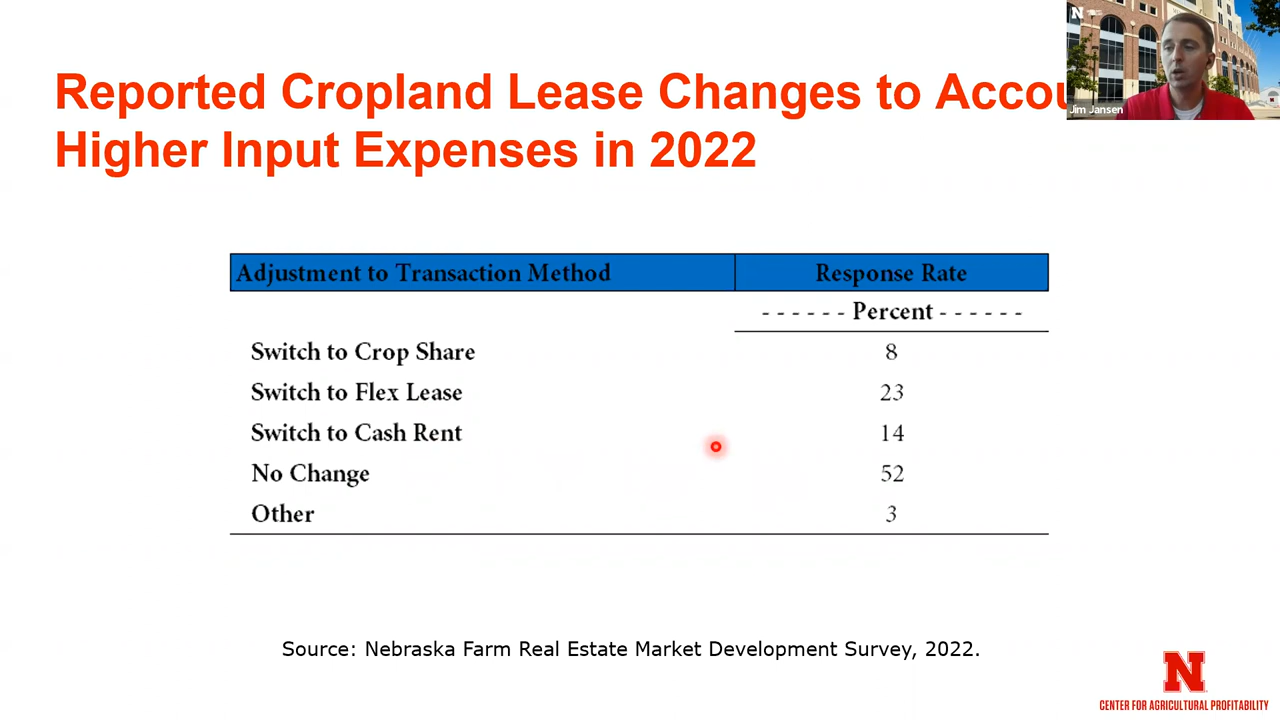 N
Jim Jansen
Reported Cropland Lease Changes to
Higher Input Expenses in 2022
Adjustment to Transaction Method Response Rate
- - - - - - Percent - - - - - -
Switch to Crop Share 8
Switch to Flex Lease 23
Switch to Cash Rent 14
No Change 52
Other 3
Source: Nebraska Farm Real Estate Market Development Survey, 2022.
N
CENTER FOR AGRICULTURAL PROFITABILITY